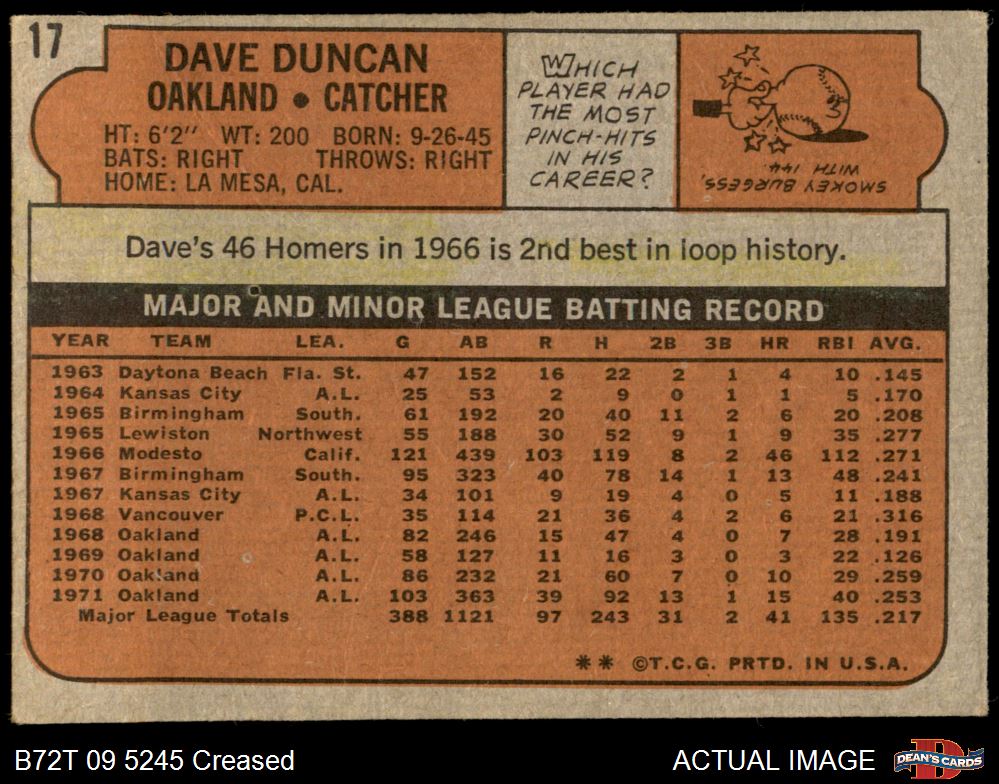 17
DAVE DUNCAN
OAKLAND • CATCHER
HT: 6'2" WT: 200 BORN: 9-26-45
BATS: RIGHT THROWS: RIGHT
HOME: LA MESA, CAL.
WHICH
PLAYER HAD
THE MOST
PINCH-HITS
IN HIS
CAREER?
SMOKEY BURGESS,
WITH 144.
Dave's 46 Homers in 1966 is 2nd best in loop history.
MAJOR AND MINOR LEAGUE BATTING RECORD
YEAR TEAM LEA. G AB R H 2B 3B HR RBI AVG.
1963 Daytona Beach Fla. St. 47 152 16 22 2 1 4 10 .145
1964 Kansas City A.L. 25 53 2 9 0 1 1 5 .170
1965 Birmingham South. 61 192 20 40 11 2 6 20 .208
1965 Lewiston Northwest 55 188 30 52 9 1 9 35 .277
1966 Modesto Calif. 121 439 103 119 8 2 46 112 .271
1967 Birmingham South. 95 323 40 78 14 1 13 48 .241
1967 Kansas City A.L. 34 101 9 19 4 0 5 11 .188
1968 Vancouver P.C.L. 35 114 21 36 4 2 6 21 .316
1968 Oakland A.L. 82 246 15 47 4 0 7 28 .191
1969 Oakland A.L. 58 127 11 16 3 0 3 22 .126
1970 Oakland A.L. 86 232 21 60 7 0 10 29 .259
1971 Oakland A.L. 103 363 39 92 13 1 15 40 .253
Major League Totals 388 1121 97 243 31 2 41 135 .217
** ©T.C.G. PRTD. IN U.S.A.
B72T 09 5245 Creased
ACTUAL IMAGE
DEAN'S CARDS